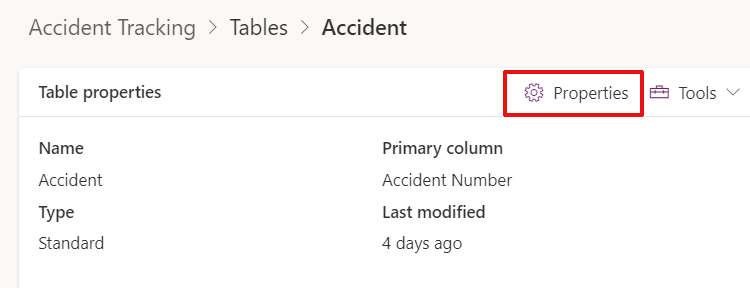 Accident Tracking > Tables > Accident
Table properties
Properties
Tools
Name
Primary column
Accident
Accident Number
Type
Last modified
Standard
4 days ago